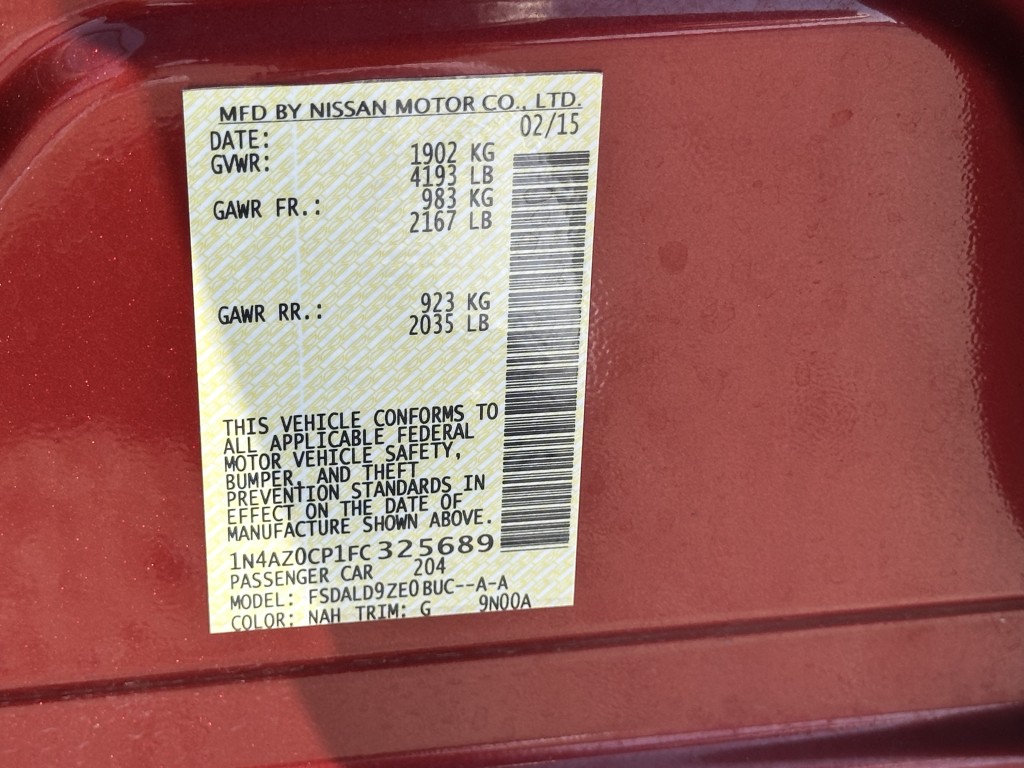 MFD BY NISSAN MOTOR CO., LTD.
DATE: 02/15
GVWR: 1902 KG
4193 LB
GAWR FR.: 983 KG
2167 LB
GAWR RR.: 923 KG
2035 LB
THIS VEHICLE CONFORMS TO
ALL APPLICABLE FEDERAL
MOTOR VEHICLE SAFETY,
BUMPER, AND THEFT
PREVENTION STANDARDS IN
EFFECT ON THE DATE OF
MANUFACTURE SHOWN ABOVE.
1N4AZ0CP1FC325689
PASSENGER CAR 204
MODEL: FSDALD9ZE0BUC--A-A
COLOR: NAH TRIM: G 9N00A